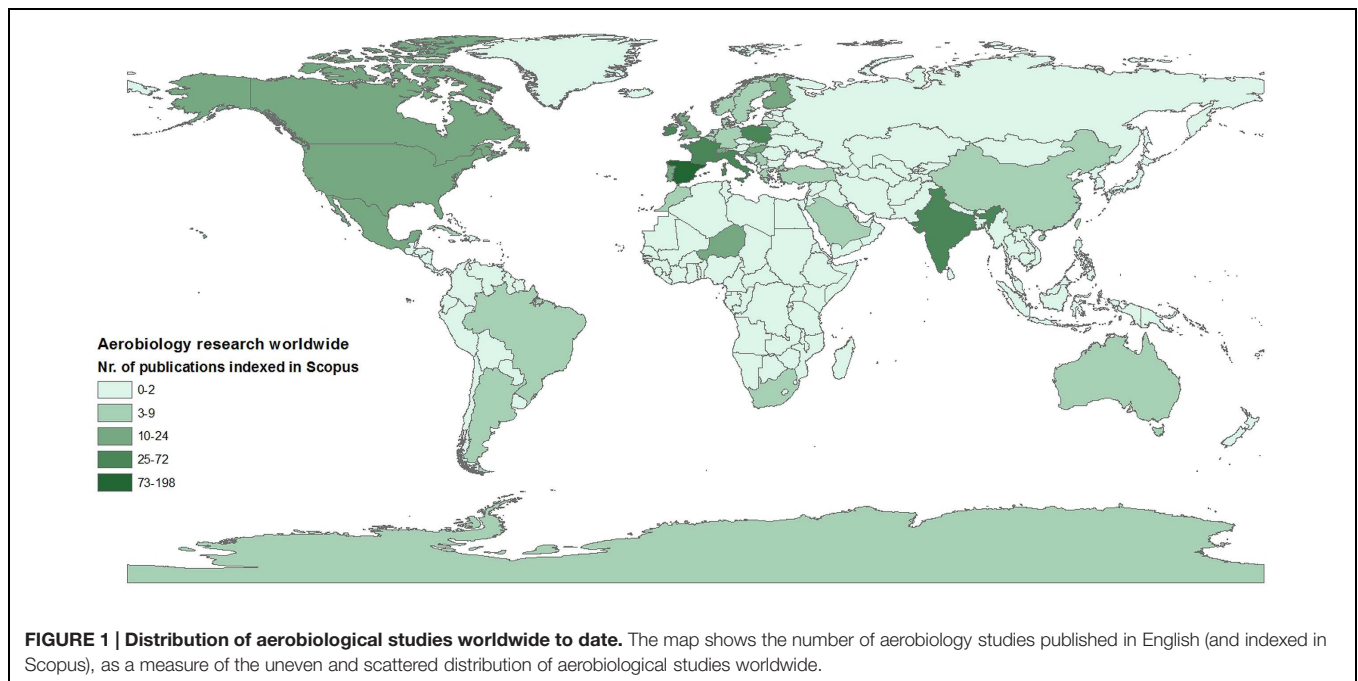 Aerobiology research worldwide
Nr. of publications indexed in Scopus
0-2
3-9
10-24
25-72
73-198
FIGURE 1 | Distribution of aerobiological studies worldwide to date. The map shows the number of aerobiology studies published in English (and indexed in
Scopus), as a measure of the uneven and scattered distribution of aerobiological studies worldwide.